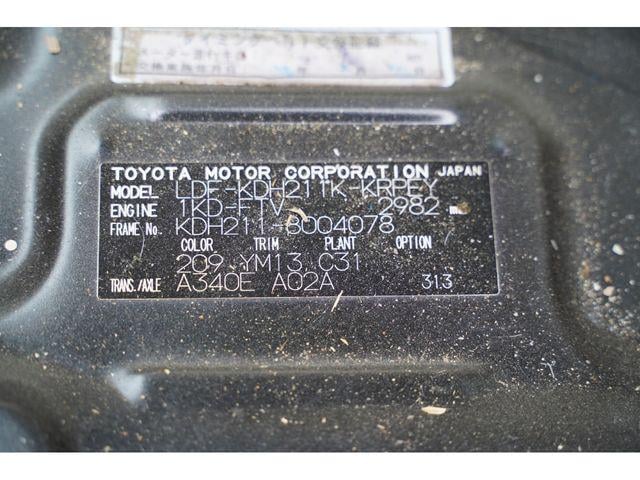 TOYOTA MOTOR CORPORATION JAPAN
MODEL LDF-KDH211K-KRPEY
ENGINE 1KD-FTV 2982
FRAME No. KDH211-8004078
COLOR TRIM PLANT OPTION
209 YM13 C31
TRANS./AXLE A340E A02A 313